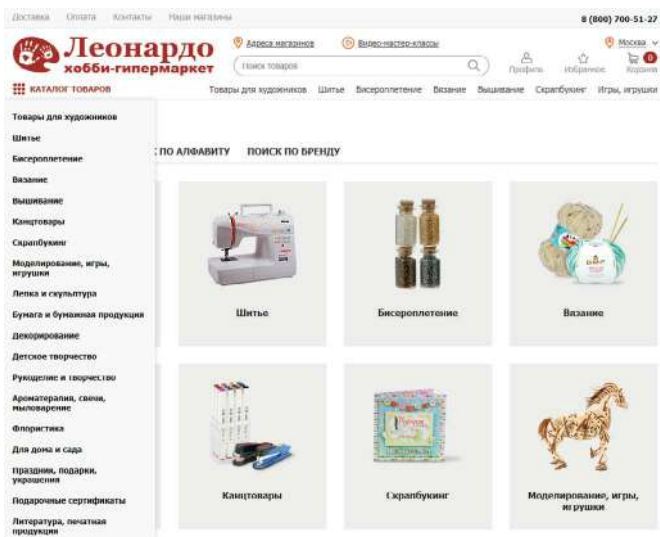 Доставка Оплата Контакты Наши магазины
8 (800) 700-51-27
Леонардо
хобби-гипермаркет
Адреса магазинов
Видео-мастер-классы
Москва
Поиск товаров
Профиль
Избранное
0
Корзина
КАТАЛОГ ТОВАРОВ
Товары для художников Шитье Бисероплетение Вязание Вышивание Скрапбукинг Игры, игрушки
Товары для художников
Шитье
Бисероплетение
Вязание
Вышивание
Канцтовары
Скрапбукинг
Моделирование, игры,
игрушки
Лепка и скульптура
Бумага и бумажная продукция
Декорирование
Детское творчество
Рукоделие и творчество
Ароматерапия, свечи,
мыловарение
Флористика
Для дома и сада
Праздник, подарки,
украшения
Подарочные сертификаты
Литература, печатная
продукция
ПО АЛФАВИТУ ПОИСК ПО БРЕНДУ
Шитье
Бисероплетение
Вязание
Канцтовары
Скрапбукинг
Моделирование, игры,
игрушки